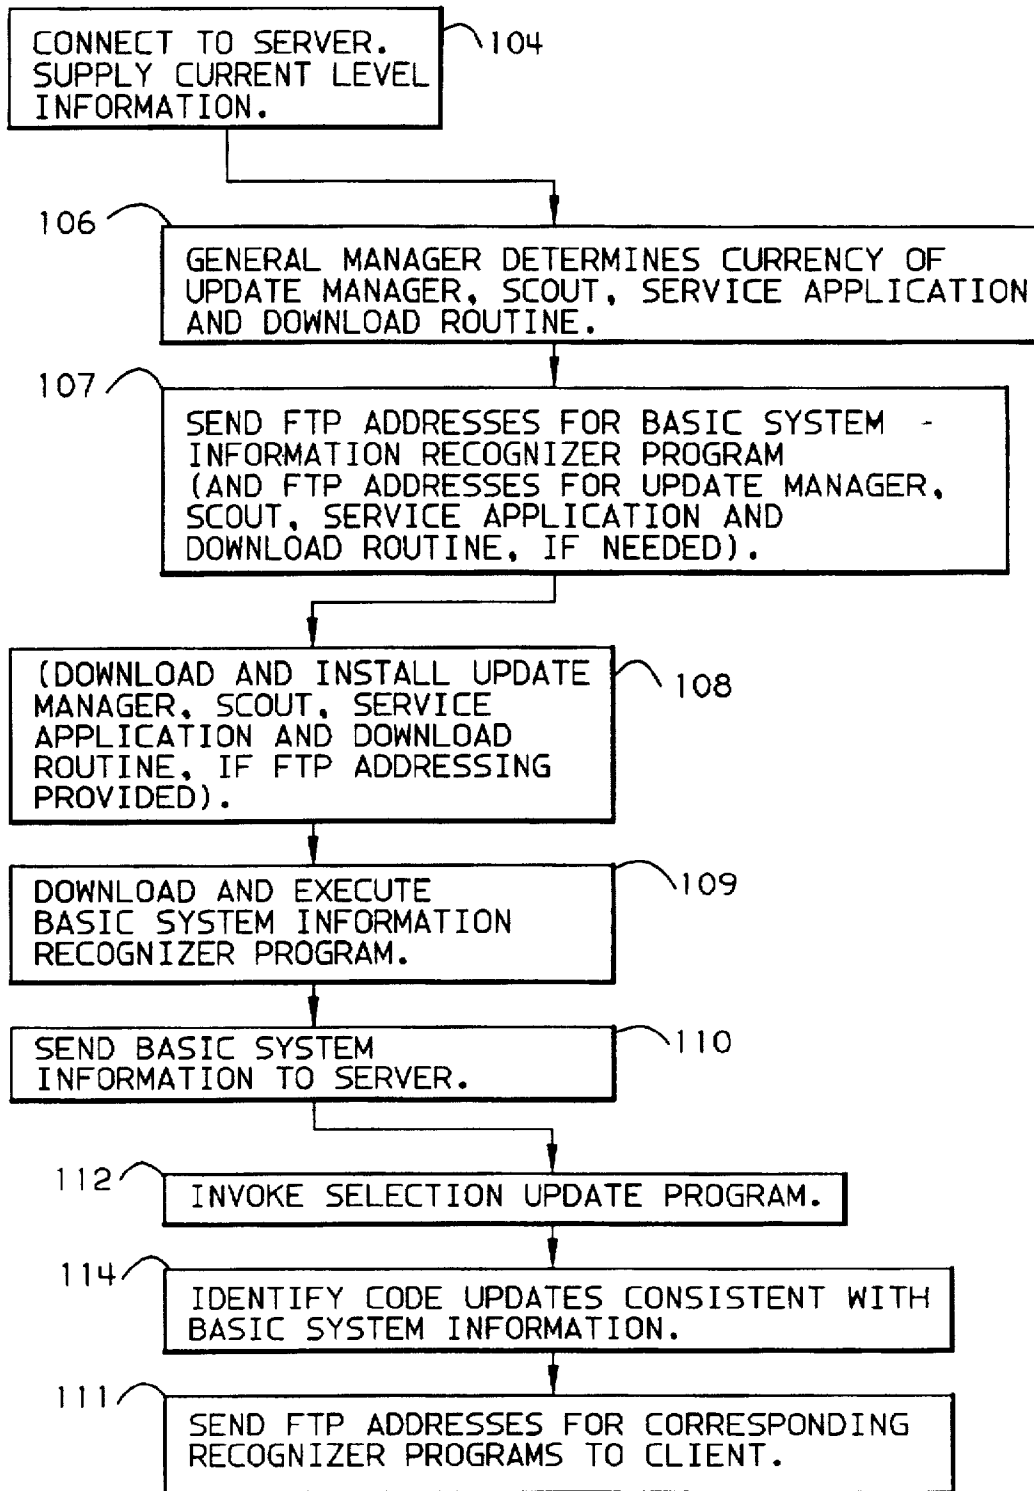 CONNECT TO SERVER.
SUPPLY CURRENT LEVEL
INFORMATION.
104
106
GENERAL MANAGER DETERMINES CURRENCY OF
UPDATE MANAGER, SCOUT, SERVICE APPLICATION
AND DOWNLOAD ROUTINE.
107
SEND FTP ADDRESSES FOR BASIC SYSTEM
INFORMATION RECOGNIZER PROGRAM
(AND FTP ADDRESSES FOR UPDATE MANAGER,
SCOUT, SERVICE APPLICATION AND
DOWNLOAD ROUTINE, IF NEEDED).
(DOWNLOAD AND INSTALL UPDATE
MANAGER, SCOUT, SERVICE
APPLICATION AND DOWNLOAD
ROUTINE, IF FTP ADDRESSING
PROVIDED).
108
DOWNLOAD AND EXECUTE
BASIC SYSTEM INFORMATION
RECOGNIZER PROGRAM.
109
SEND BASIC SYSTEM
INFORMATION TO SERVER.
110
112
INVOKE SELECTION UPDATE PROGRAM.
114
IDENTIFY CODE UPDATES CONSISTENT WITH
BASIC SYSTEM INFORMATION.
111
SEND FTP ADDRESSES FOR CORRESPONDING
RECOGNIZER PROGRAMS TO CLIENT.